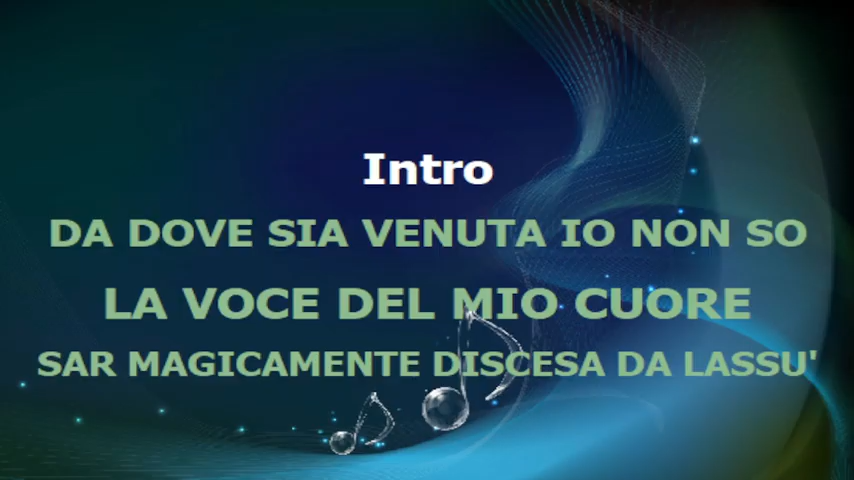 Intro
DA DOVE SIA VENUTA IO NON SO
LA VOCE DEL MIO CUORE
SAR MAGICAMENTE DISCESA DA LASSU'